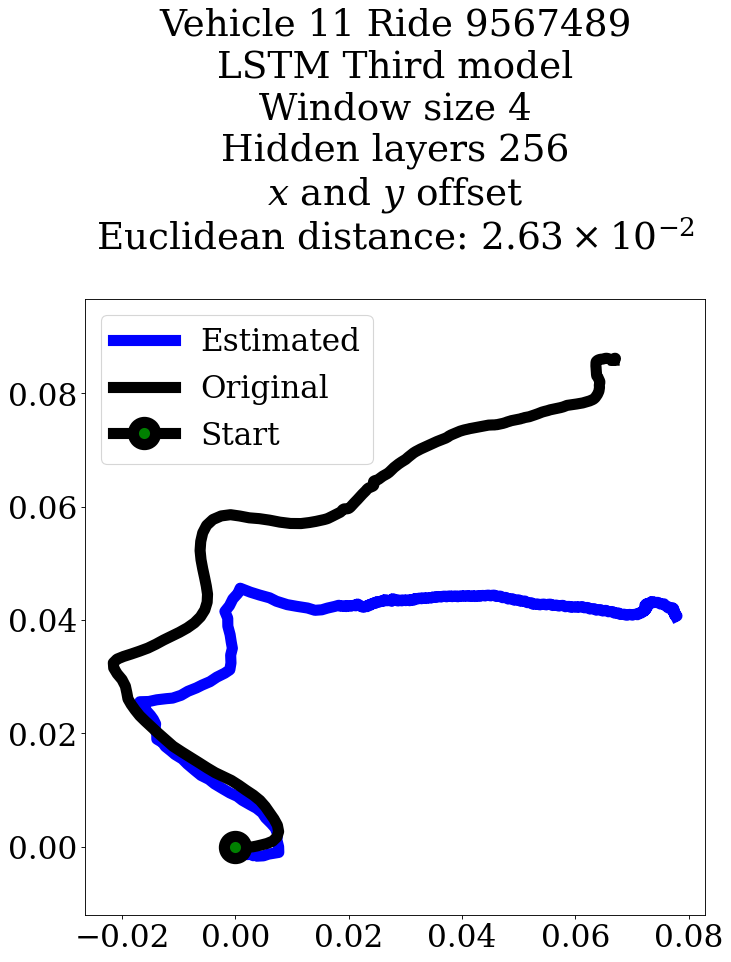 Vehicle 11 Ride 9567489
LSTM Third model
Window size 4
Hidden layers 256
x and y offset
Euclidean distance: 2.63 × 10⁻²
Estimated
Original
Start
0.08
0.06
0.04
0.02
0.00
−0.02 0.00 0.02 0.04 0.06 0.08